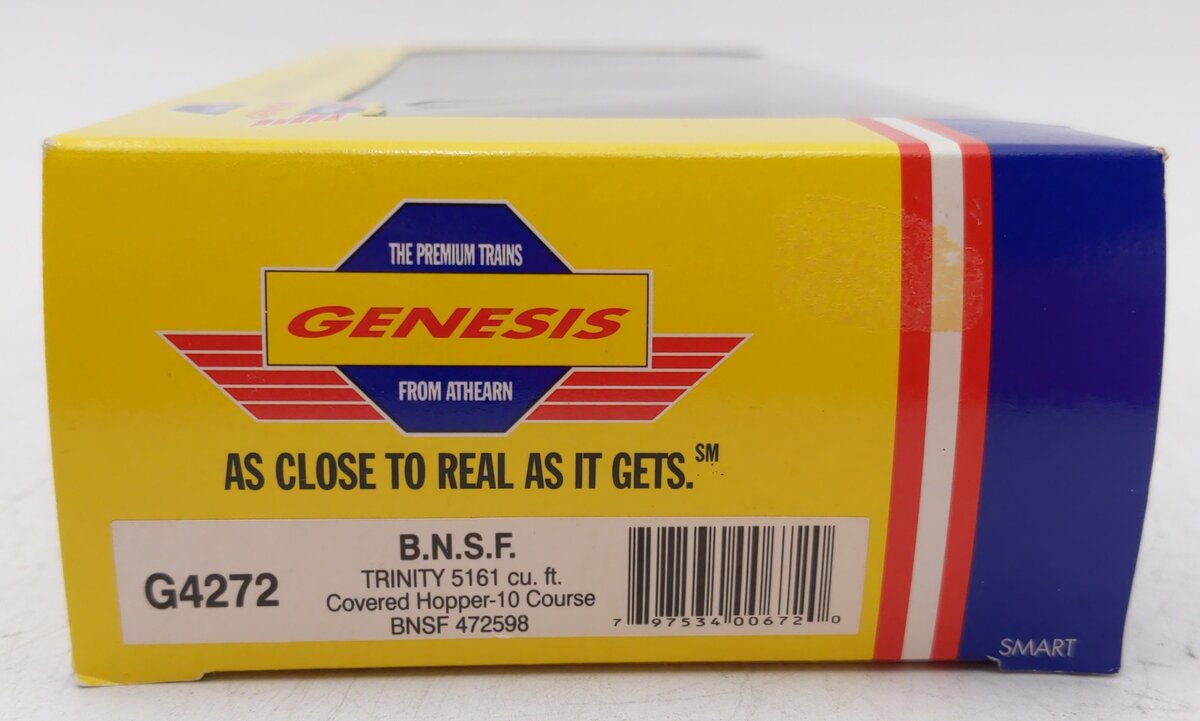 THE PREMIUM TRAINS
GENESIS
FROM ATHEARN
AS CLOSE TO REAL AS IT GETS.SM
G4272
B.N.S.F.
TRINITY 5161 cu. ft.
Covered Hopper-10 Course
BNSF 472598
7 97534 00672 0
SMART